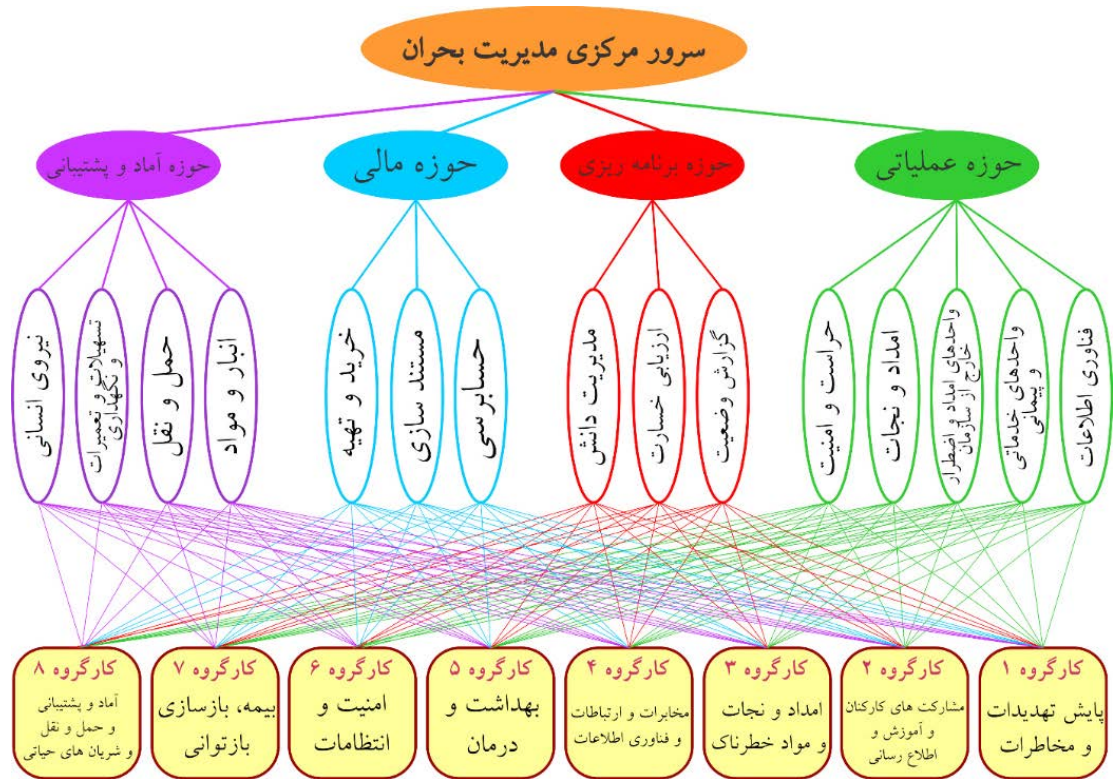 سرور مرکزی مدیریت بحران
حوزه عملیاتی
حوزه برنامه ریزی
حوزه مالی
حوزه آماد و پشتیبانی
فناوری اطلاعات
واحدهای خدماتی
و پیمانی
واحدهای امداد و اضطرار
خارج از سازمان
امداد و نجات
حراست و امنیت
گزارش وضعیت
ارزیابی خسارت
مدیریت دانش
حسابرسی
مستند سازی
خرید و تهیه
انبار و مواد
حمل و نقل
تسهیلات و تعمیرات
و نگهداری
نیروی انسانی
کارگروه ۱
پایش تهدیدات
و مخاطرات
کارگروه ۲
مشارکت های کارکنان
و آموزش و
اطلاع رسانی
کارگروه ۳
امداد و نجات
و مواد خطرناک
کارگروه ۴
مخابرات و ارتباطات
و فناوری اطلاعات
کارگروه ۵
بهداشت و
درمان
کارگروه ۶
امنیت و
انتظامات
کارگروه ۷
بیمه، بازسازی
بازتوانی
کارگروه ۸
آماد و پشتیبانی
و حمل و نقل
و شریان های حیاتی